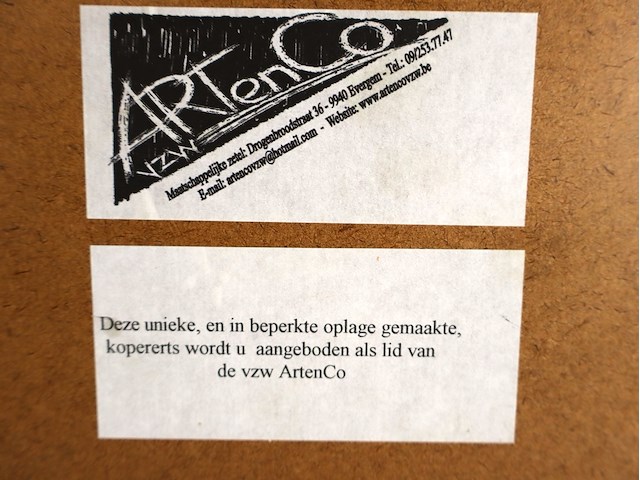 ARTenCo
VZW
Maatschappelijke zetel: Drogenbroodstraat 36 - 9940 Evergem - Tel.: 09/253.77.47
E-mail: artencovzw@hotmail.com - Website: www.artencovzw.be
Deze unieke, en in beperkte oplage gemaakte,
kopererts wordt u aangeboden als lid van
de vzw ArtenCo